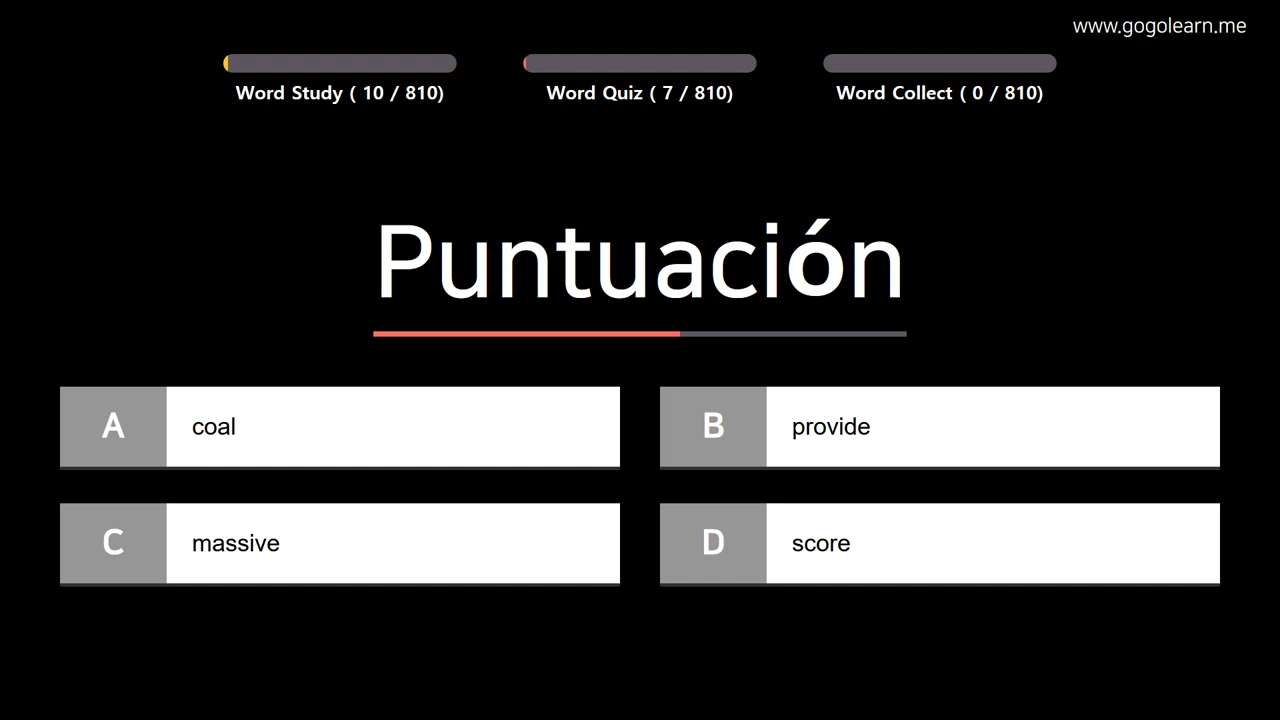 www.gogolearn.me
Word Study ( 10 / 810)
Word Quiz ( 7 / 810)
Word Collect ( 0 / 810)
Puntuación
A coal
B provide
C massive
D score